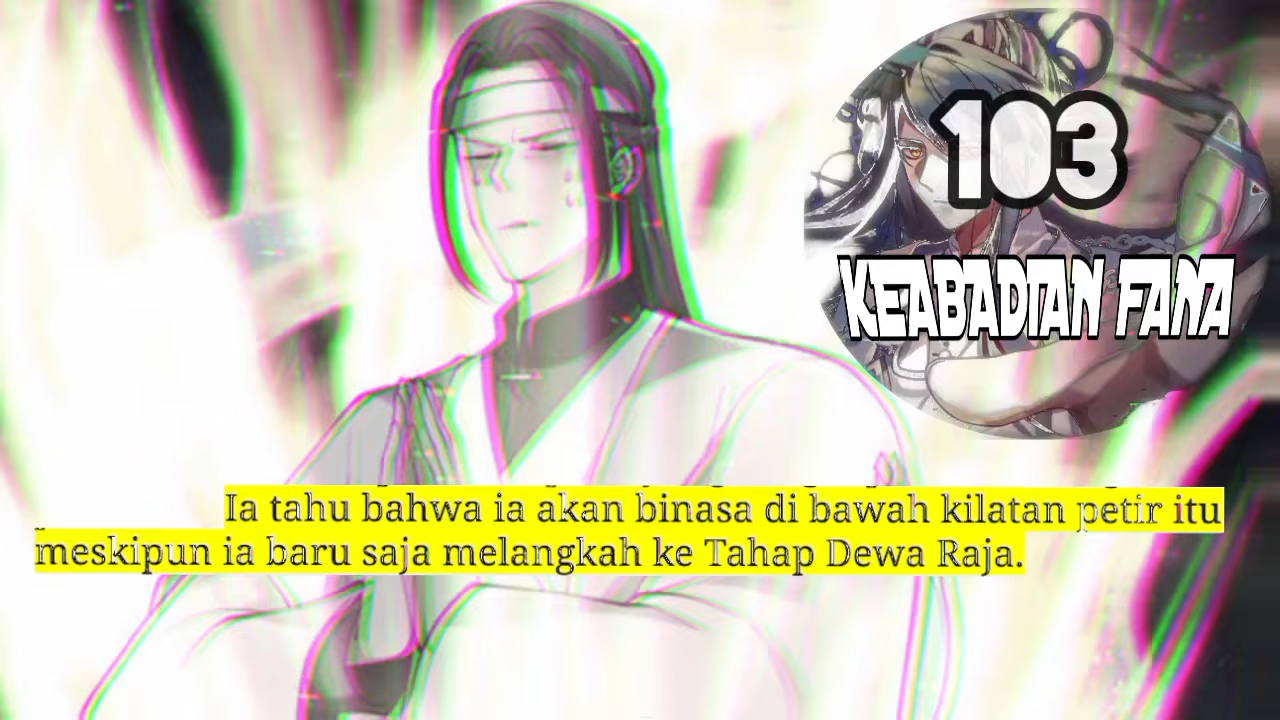 103
KEABADIAN FANA
Ia tahu bahwa ia akan binasa di bawah kilatan petir itu
meskipun ia baru saja melangkah ke Tahap Dewa Raja.